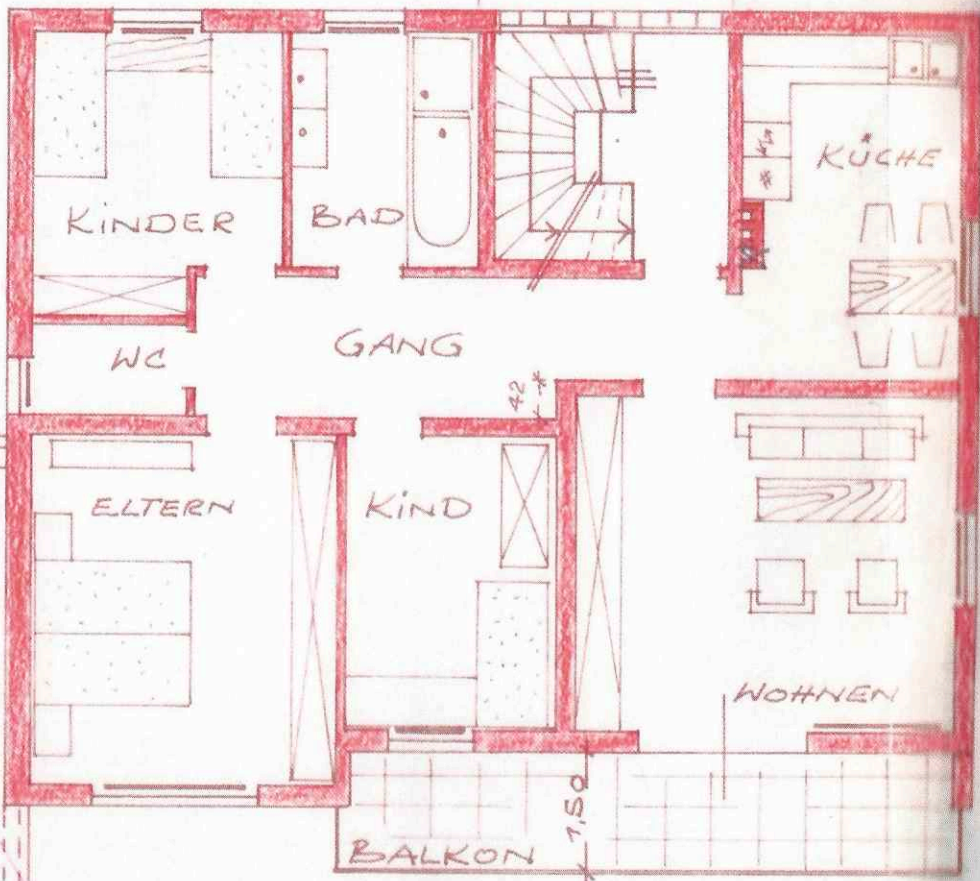 KÜCHE
KINDER
BAD
GANG
WC
42
ELTERN
KIND
WOHNEN
1,50
BALKON